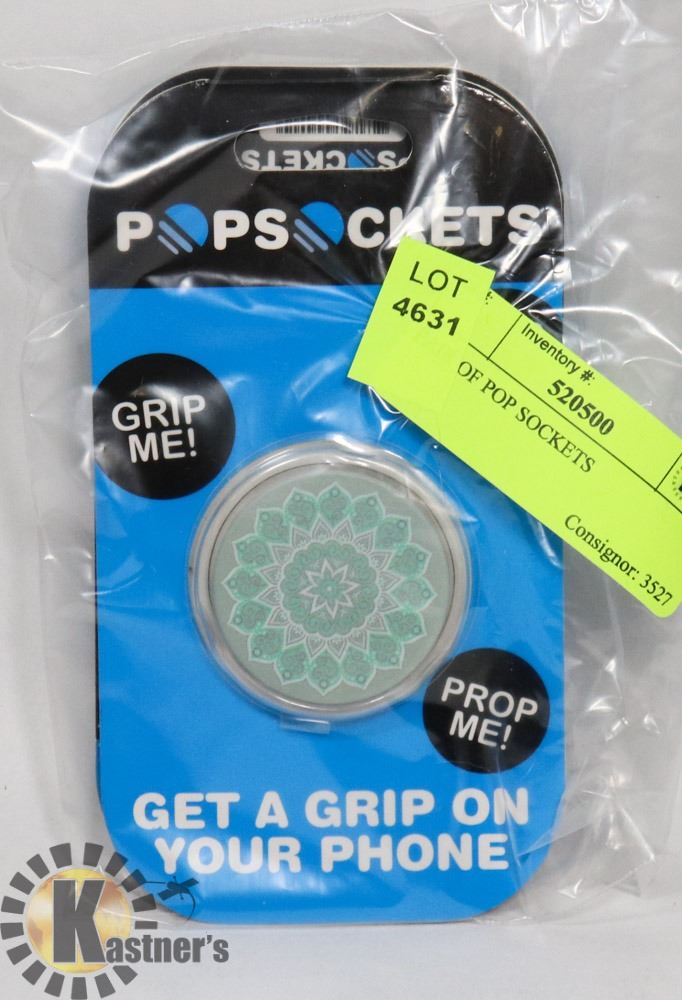 SOCKETS
POPSOCKETS
LOT
4631
#:
Inventory #:
520500
OF POP SOCKETS
Consignor: 3527
GRIP
ME!
PROP
ME!
GET A GRIP ON
YOUR PHONE
Kastner's